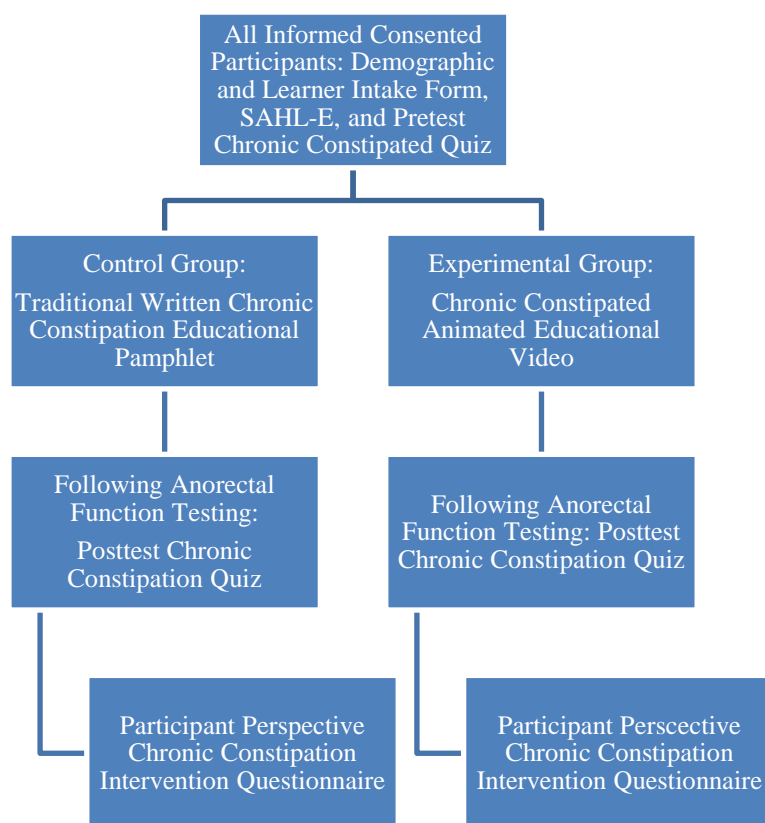 All Informed Consented
Participants: Demographic
and Learner Intake Form,
SAHL-E, and Pretest
Chronic Constipated Quiz
Control Group:
Traditional Written Chronic
Constipation Educational
Pamphlet
Experimental Group:
Chronic Constipated
Animated Educational
Video
Following Anorectal
Function Testing:
Posttest Chronic
Constipation Quiz
Following Anorectal
Function Testing: Posttest
Chronic Constipation Quiz
Participant Perspective
Chronic Constipation
Intervention Questionnaire
Participant Perscective
Chronic Constipation
Intervention Questionnaire